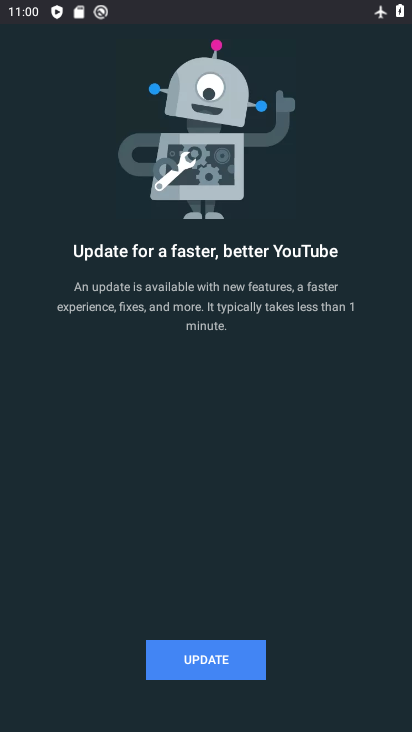 11:00
Update for a faster, better YouTube
An update is available with new features, a faster
experience, fixes, and more. It typically takes less than 1
minute.
UPDATE